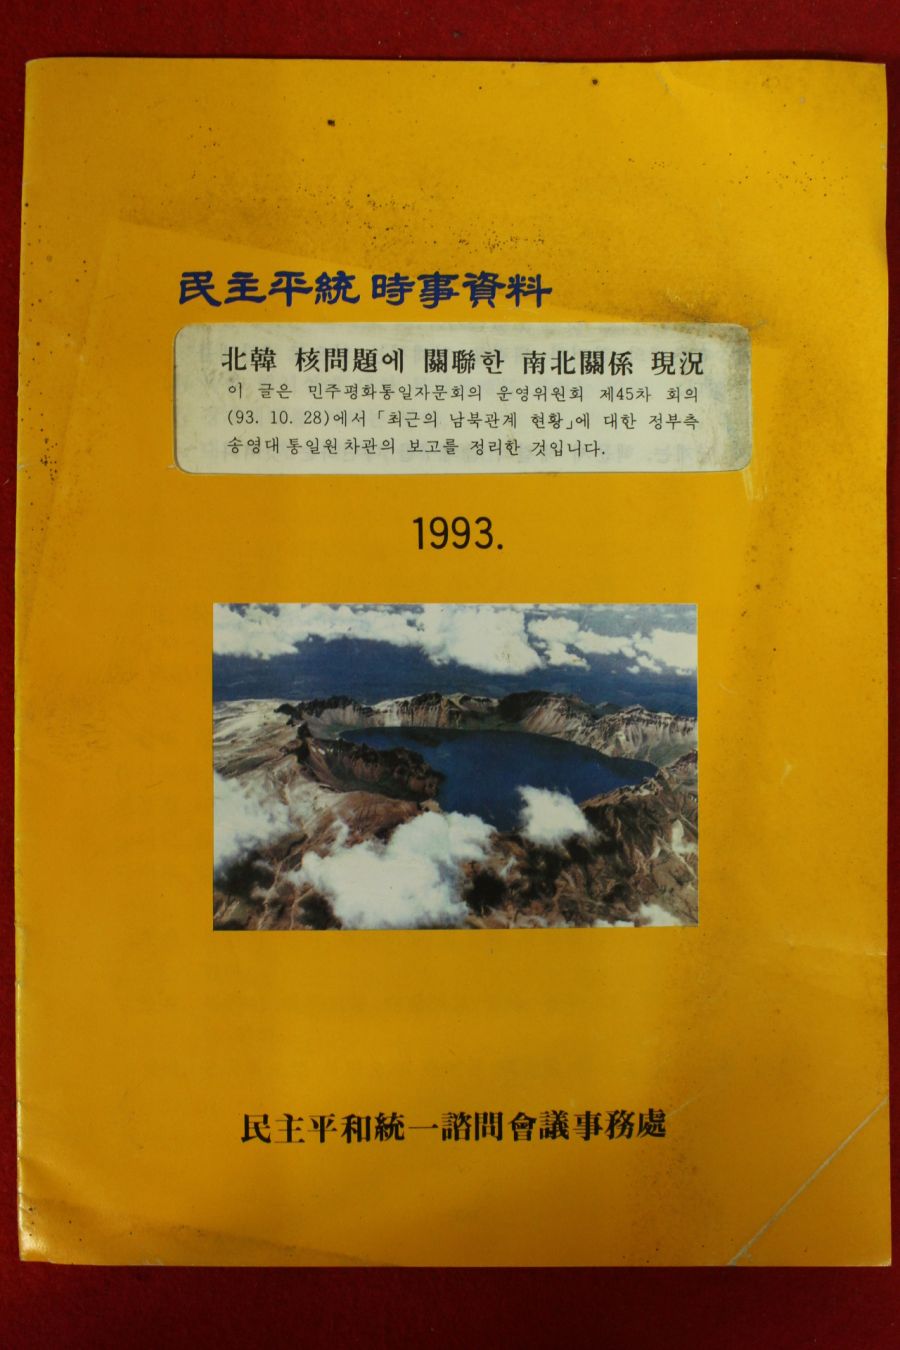 民主平統 時事資料
北韓 核問題에 關聯한 南北關係 現況
이 글은 민주평화통일자문회의 운영위원회 제45차 회의
(93. 10. 28)에서 「최근의 남북관계 현황」에 대한 정부측
송영대 통일원 차관의 보고를 정리한 것입니다.
1993.
民主平和統一諮問會議事務處